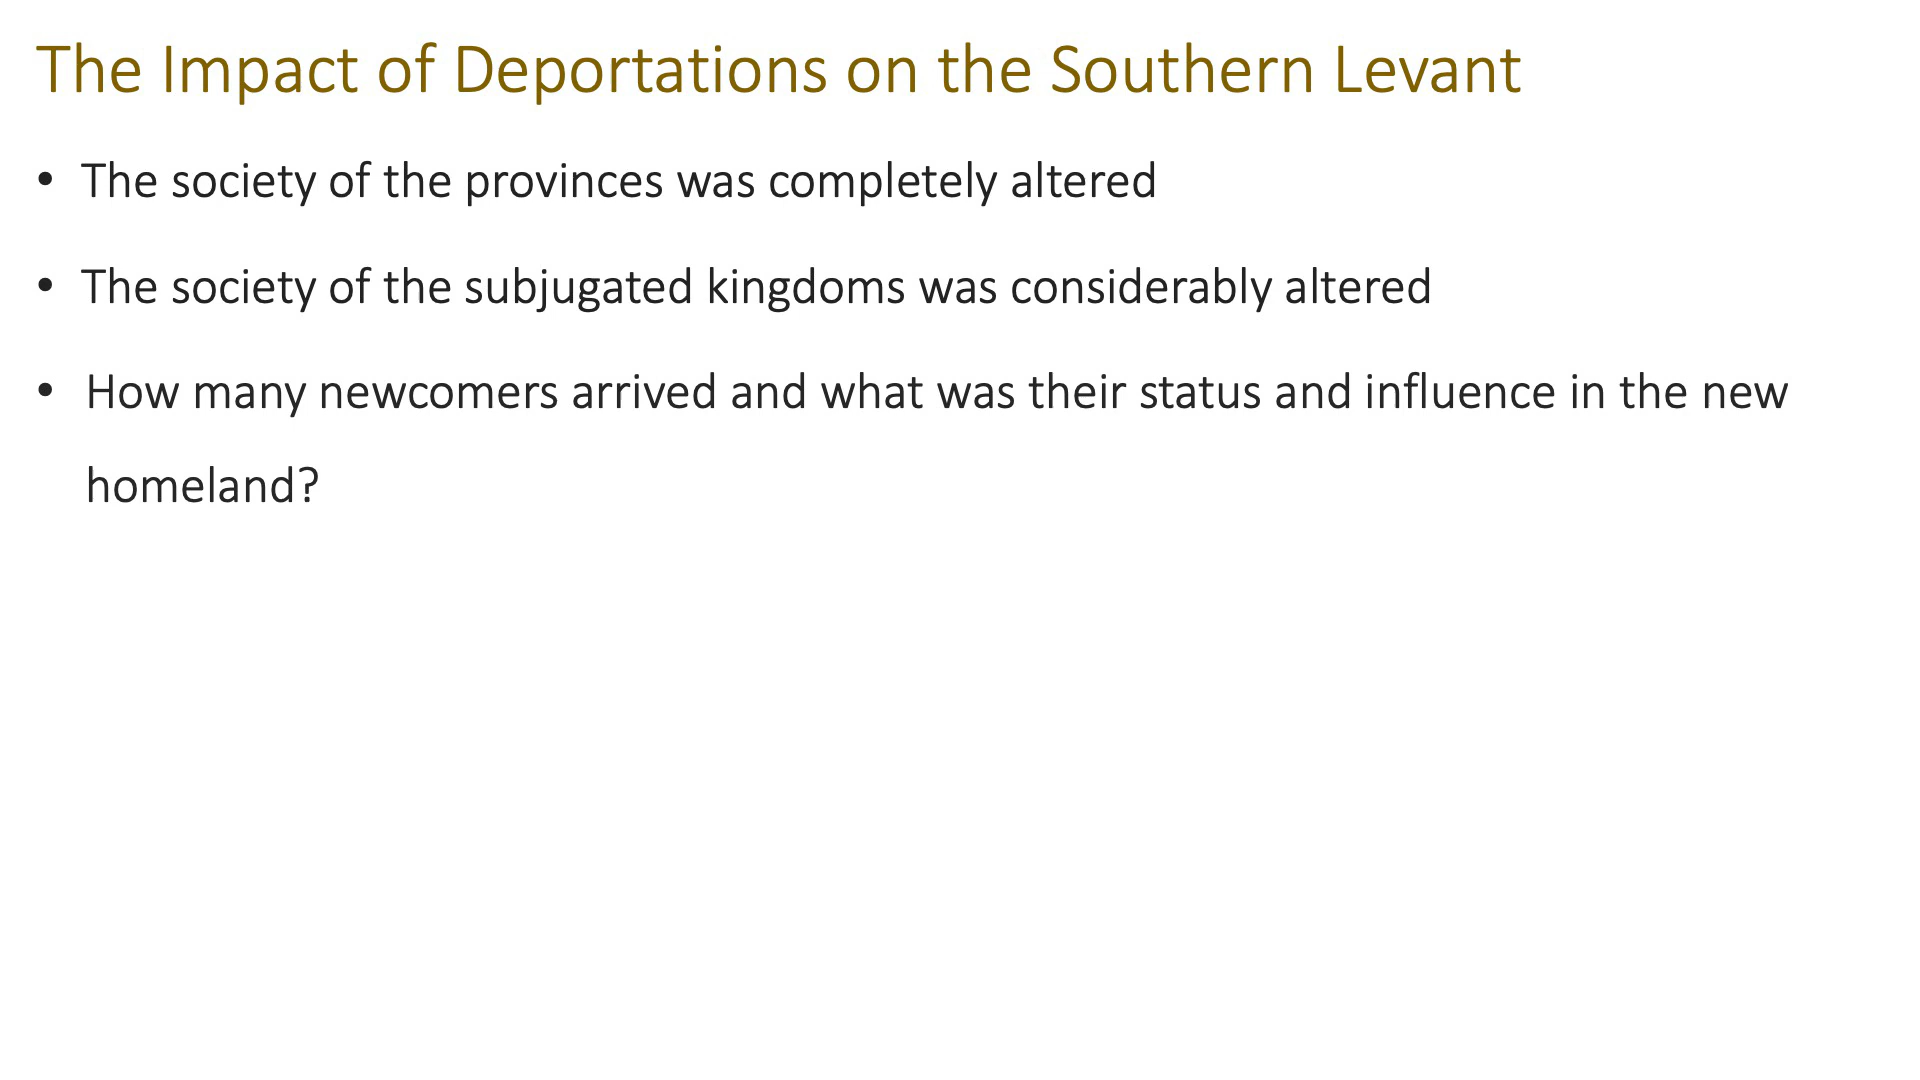 The Impact of Deportations on the Southern Levant
• The society of the provinces was completely altered
• The society of the subjugated kingdoms was considerably altered
• How many newcomers arrived and what was their status and influence in the new
homeland?